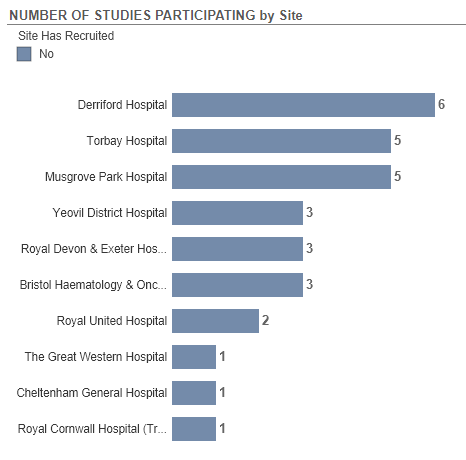 NUMBER OF STUDIES PARTICIPATING by Site
Site Has Recruited
No
Derriford Hospital 6
Torbay Hospital 5
Musgrove Park Hospital 5
Yeovil District Hospital 3
Royal Devon & Exeter Hos... 3
Bristol Haematology & Onc... 3
Royal United Hospital 2
The Great Western Hospital 1
Cheltenham General Hospital 1
Royal Cornwall Hospital (Tr... 1